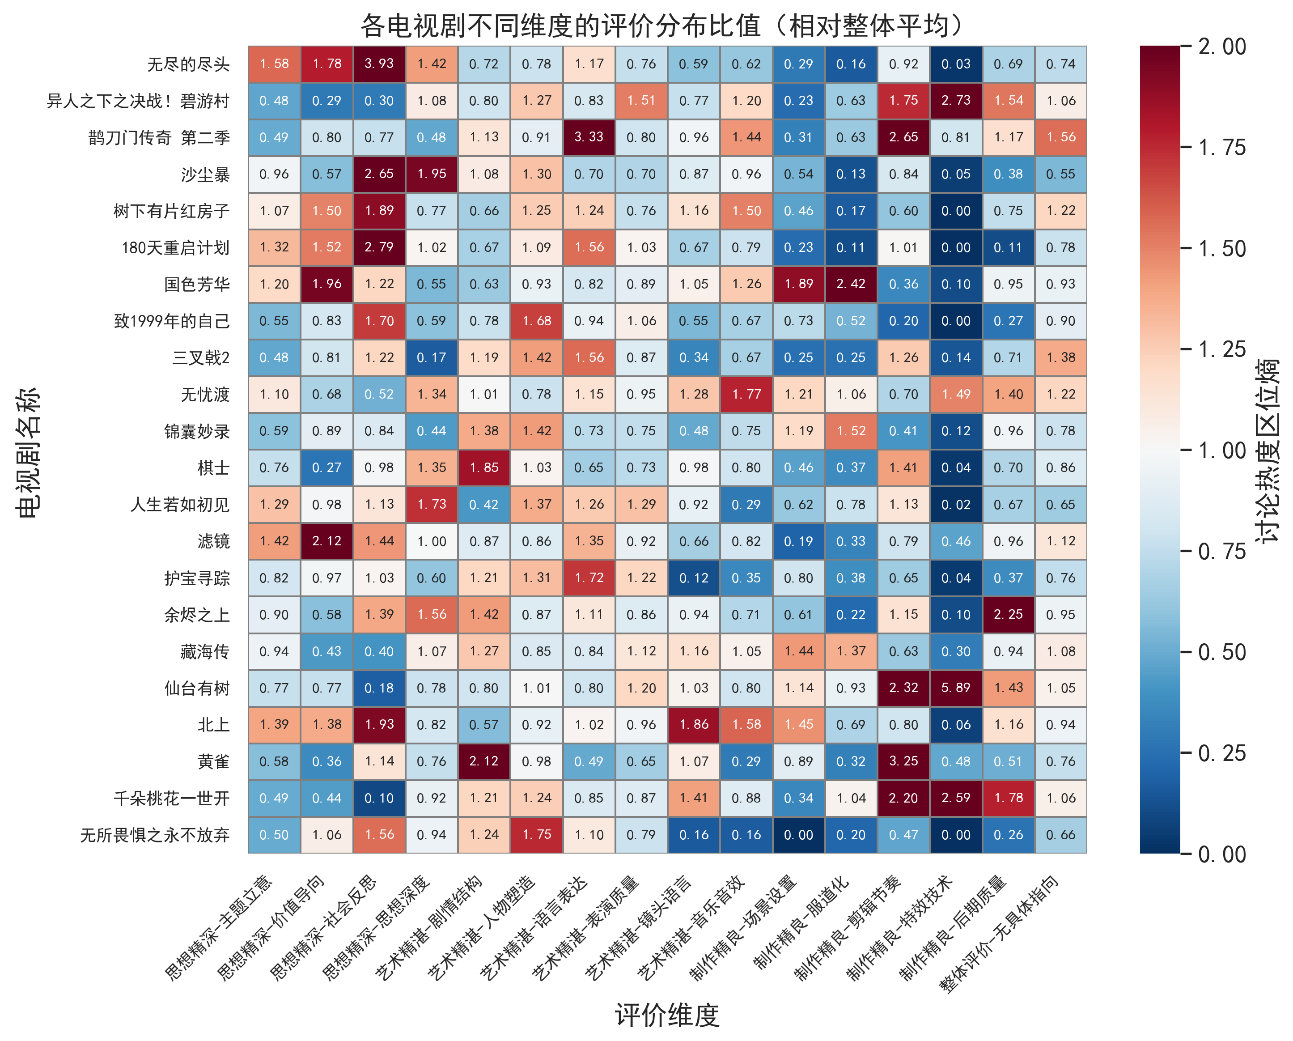 各电视剧不同维度的评价分布比值（相对整体平均）
电视剧名称
无尽的尽头 1.58 1.78 3.93 1.42 0.72 0.78 1.17 0.76 0.59 0.62 0.29 0.16 0.92 0.03 0.69 0.74
异人之下之决战！碧游村 0.48 0.29 0.30 1.08 0.80 1.27 0.83 1.51 0.77 1.20 0.23 0.63 1.75 2.73 1.54 1.06
鹊刀门传奇 第二季 0.49 0.80 0.77 0.48 1.13 0.91 3.33 0.80 0.96 1.44 0.31 0.63 2.65 0.81 1.17 1.56
沙尘暴 0.96 0.57 2.65 1.95 1.08 1.30 0.70 0.70 0.87 0.96 0.54 0.13 0.84 0.05 0.38 0.55
树下有片红房子 1.07 1.50 1.89 0.77 0.66 1.25 1.24 0.76 1.16 1.50 0.46 0.17 0.60 0.00 0.75 1.22
180天重启计划 1.32 1.52 2.79 1.02 0.67 1.09 1.56 1.03 0.67 0.79 0.23 0.11 1.01 0.00 0.11 0.78
国色芳华 1.20 1.96 1.22 0.55 0.63 0.93 0.82 0.89 1.05 1.26 1.89 2.42 0.36 0.10 0.95 0.93
致1999年的自己 0.55 0.83 1.70 0.59 0.78 1.68 0.94 1.06 0.55 0.67 0.73 0.52 0.20 0.00 0.27 0.90
三叉戟2 0.48 0.81 1.22 0.17 1.19 1.42 1.56 0.87 0.34 0.67 0.25 0.25 1.26 0.14 0.71 1.38
无忧渡 1.10 0.68 0.52 1.34 1.01 0.78 1.15 0.95 1.28 1.77 1.21 1.06 0.70 1.49 1.40 1.22
锦囊妙录 0.59 0.89 0.84 0.44 1.38 1.42 0.73 0.75 0.48 0.75 1.19 1.52 0.41 0.12 0.96 0.78
棋士 0.76 0.27 0.98 1.35 1.85 1.03 0.65 0.73 0.98 0.80 0.46 0.37 1.41 0.04 0.70 0.86
人生若如初见 1.29 0.98 1.13 1.73 0.42 1.37 1.26 1.29 0.92 0.29 0.62 0.78 1.13 0.02 0.67 0.65
滤镜 1.42 2.12 1.44 1.00 0.87 0.86 1.35 0.92 0.66 0.82 0.19 0.33 0.79 0.46 0.96 1.12
护宝寻踪 0.82 0.97 1.03 0.60 1.21 1.31 1.72 1.22 0.12 0.35 0.80 0.38 0.65 0.04 0.37 0.76
余烬之上 0.90 0.58 1.39 1.56 1.42 0.87 1.11 0.86 0.94 0.71 0.61 0.22 1.15 0.10 2.25 0.95
藏海传 0.94 0.43 0.40 1.07 1.27 0.85 0.84 1.12 1.16 1.05 1.44 1.37 0.63 0.30 0.94 1.08
仙台有树 0.77 0.77 0.18 0.78 0.80 1.01 0.80 1.20 1.03 0.80 1.14 0.93 2.32 5.89 1.43 1.05
北上 1.39 1.38 1.93 0.82 0.57 0.92 1.02 0.96 1.86 1.58 1.45 0.69 0.80 0.06 1.16 0.94
黄雀 0.58 0.36 1.14 0.76 2.12 0.98 0.49 0.65 1.07 0.29 0.89 0.32 3.25 0.48 0.51 0.76
千朵桃花一世开 0.49 0.44 0.10 0.92 1.21 1.24 0.85 0.87 1.41 0.88 0.34 1.04 2.20 2.59 1.78 1.06
无所畏惧之永不放弃 0.50 1.06 1.56 0.94 1.24 1.75 1.10 0.79 0.16 0.16 0.00 0.20 0.47 0.00 0.26 0.66
思想精深-主题立意
思想精深-价值导向
思想精深-社会反思
思想精深-思想深度
艺术精湛-剧情结构
艺术精湛-人物塑造
艺术精湛-语言表达
艺术精湛-表演质量
艺术精湛-镜头语言
艺术精湛-音乐音效
制作精良-场景设置
制作精良-服道化
制作精良-剪辑节奏
制作精良-特效技术
制作精良-后期质量
整体评价-无具体指向
评价维度
2.00
1.75
1.50
1.25
1.00
0.75
0.50
0.25
0.00
讨论热度区位熵